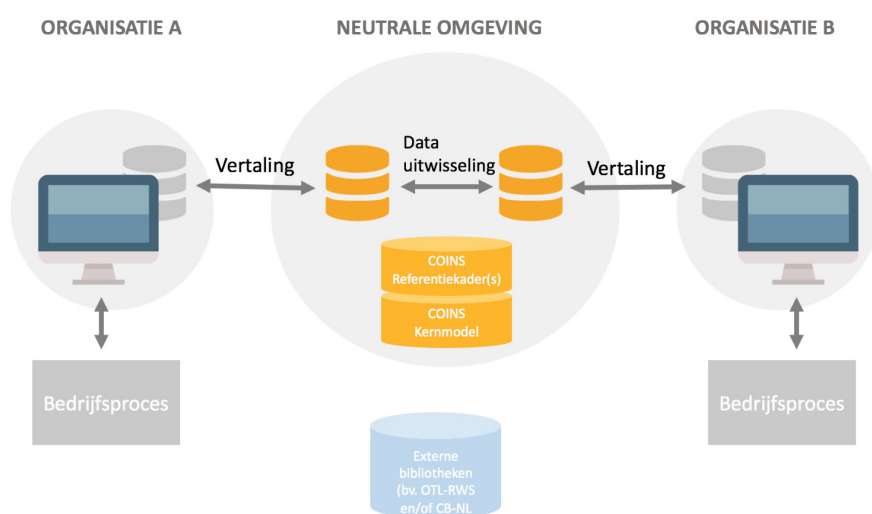 ORGANISATIE A
NEUTRALE OMGEVING
ORGANISATIE B
Vertaling
Data
uitwisseling
Vertaling
COINS
Referentiekader(s)
COINS
Kernmodel
Bedrijfsproces
Bedrijfsproces
Externe
bibliotheken
(bv. OTL-RWS
en/of CB-NL